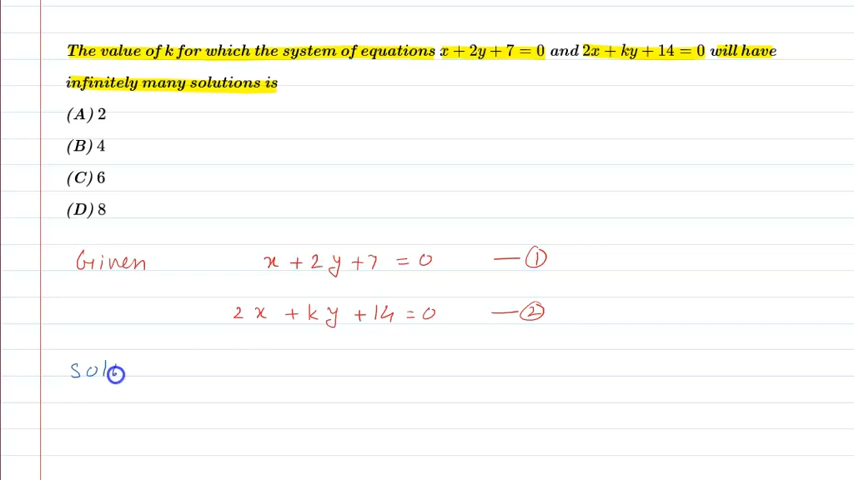 The value of k for which the system of equations x + 2y + 7 = 0 and 2x + ky + 14 = 0 will have
infinitely many solutions is
(A) 2
(B) 4
(C) 6
(D) 8
Given x + 2y + 7 = 0 — ①
2x + ky + 14 = 0 — ②